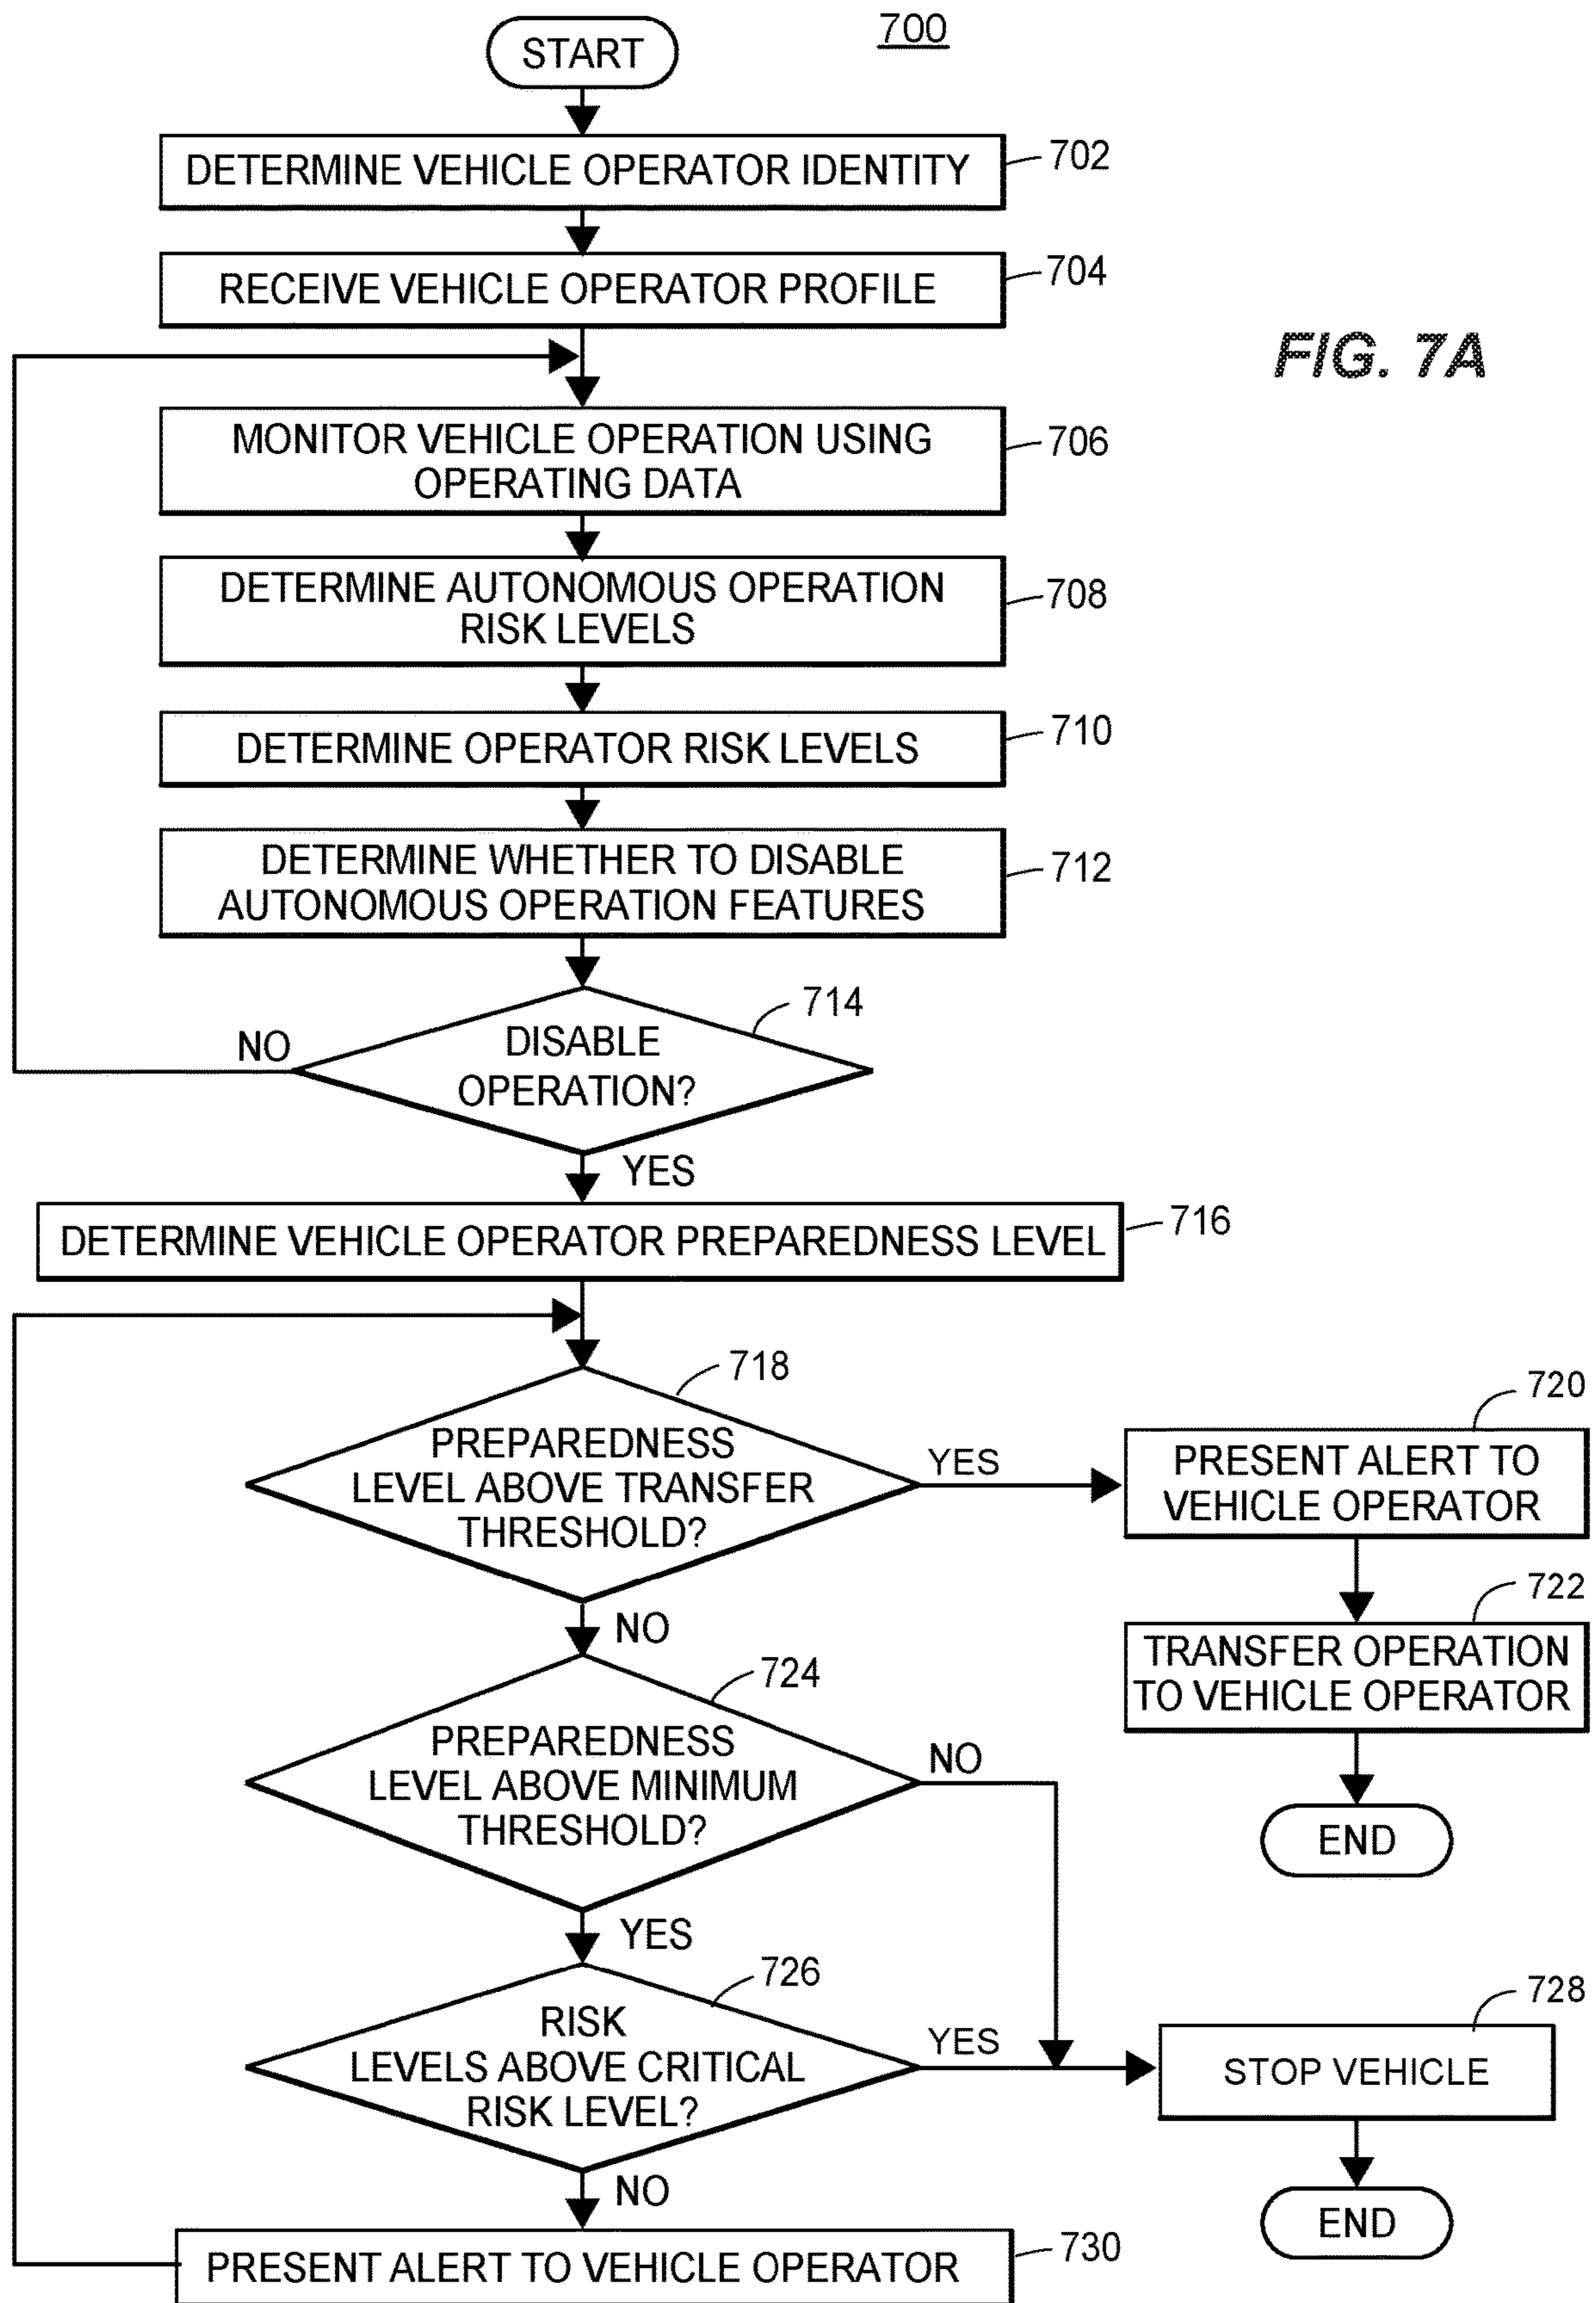 START
700
DETERMINE VEHICLE OPERATOR IDENTITY
702
RECEIVE VEHICLE OPERATOR PROFILE
704
FIG. 7A
MONITOR VEHICLE OPERATION USING
OPERATING DATA
706
DETERMINE AUTONOMOUS OPERATION
RISK LEVELS
708
DETERMINE OPERATOR RISK LEVELS
710
DETERMINE WHETHER TO DISABLE
AUTONOMOUS OPERATION FEATURES
712
714
NO
DISABLE
OPERATION?
YES
DETERMINE VEHICLE OPERATOR PREPAREDNESS LEVEL
716
718
PREPAREDNESS
LEVEL ABOVE TRANSFER
THRESHOLD?
YES
720
PRESENT ALERT TO
VEHICLE OPERATOR
NO
722
TRANSFER OPERATION
TO VEHICLE OPERATOR
END
724
PREPAREDNESS
LEVEL ABOVE MINIMUM
THRESHOLD?
NO
YES
726
RISK
LEVELS ABOVE CRITICAL
RISK LEVEL?
YES
728
STOP VEHICLE
END
NO
PRESENT ALERT TO VEHICLE OPERATOR
730